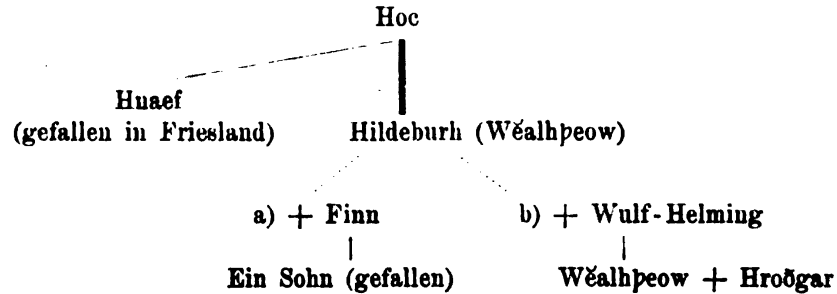 Hoc
Huaef
(gefallen in Friesland)
Hildeburh (Wĕalhþeow)
a) + Finn
b) + Wulf-Helming
Ein Sohn (gefallen)
Wĕalhþeow + Hroðgar